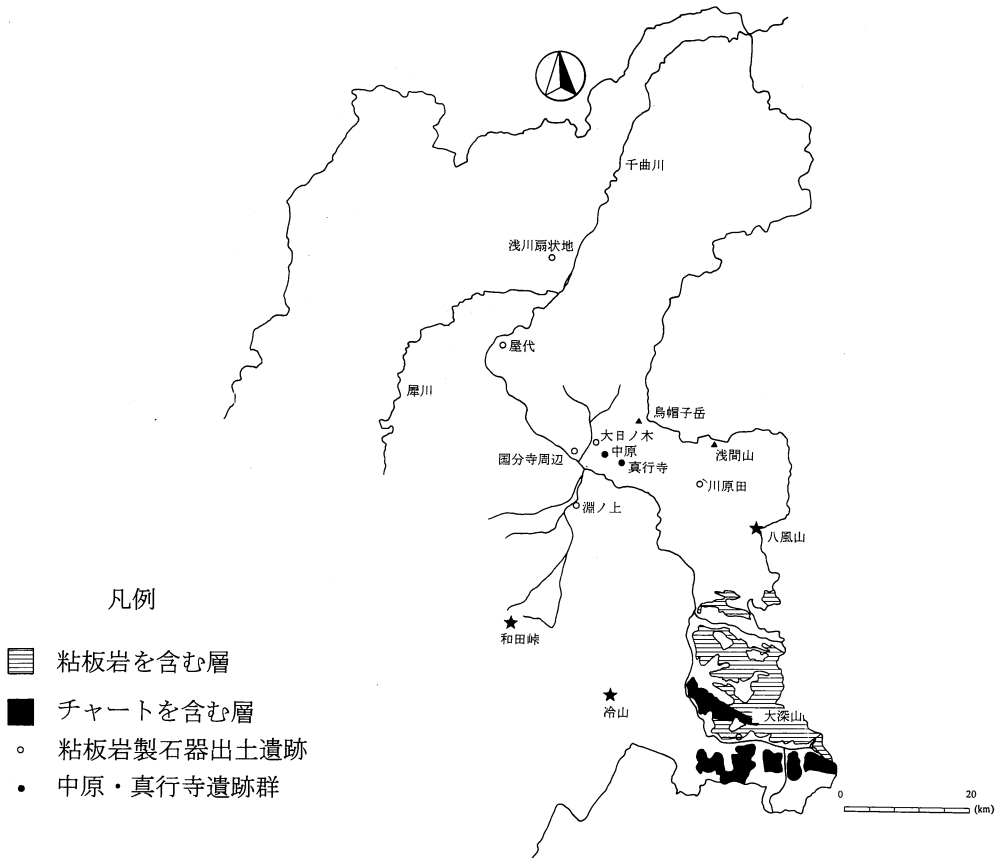 千曲川
浅川扇状地
屋代
犀川
烏帽子岳
大日ノ木
浅間山
国分寺周辺
中原
真行寺
川原田
淵ノ上
八風山
凡例
和田峠
粘板岩を含む層
冷山
チャートを含む層
大深山
粘板岩製石器出土遺跡
中原・真行寺遺跡群
0 20
(km)